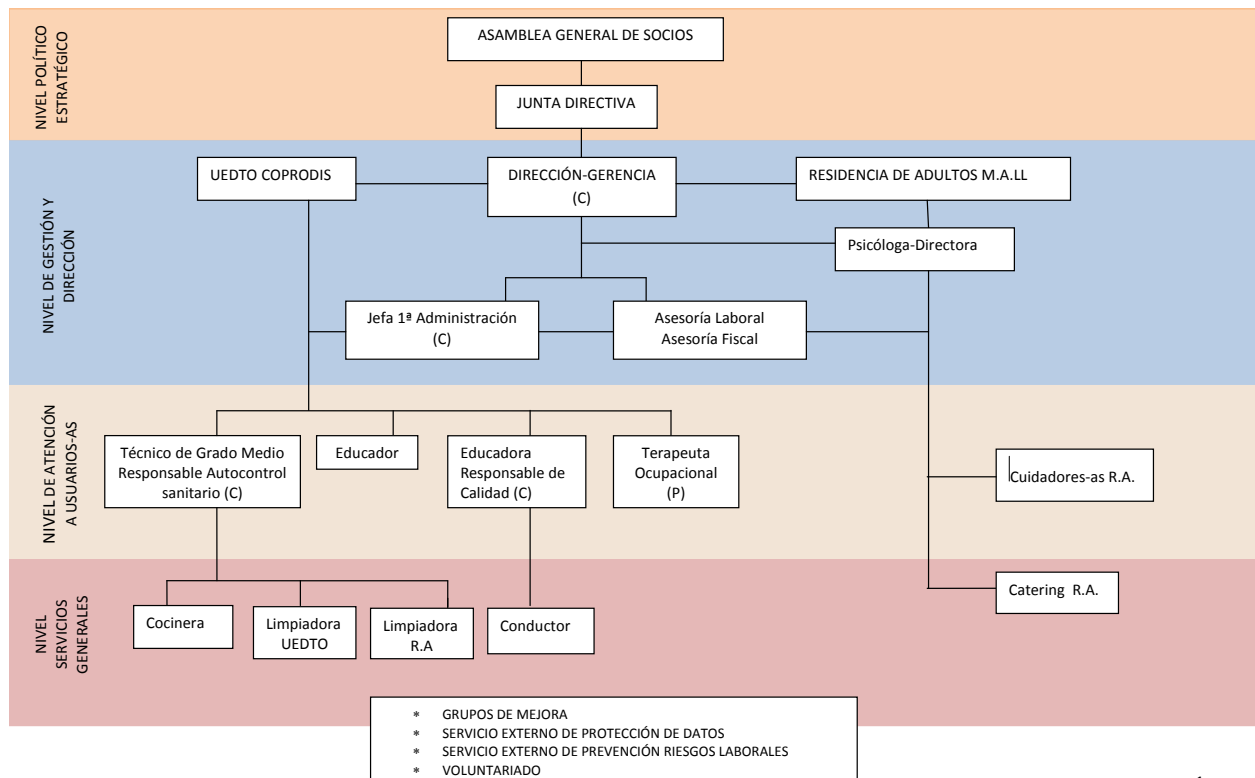 NIVEL POLÍTICO
ESTRATÉGICO
ASAMBLEA GENERAL DE SOCIOS
JUNTA DIRECTIVA
NIVEL DE GESTIÓN Y
DIRECCIÓN
UEDTO COPRODIS
DIRECCIÓN-GERENCIA
(C)
RESIDENCIA DE ADULTOS M.A.LL
Psicóloga-Directora
Jefa 1ª Administración
(C)
Asesoría Laboral
Asesoría Fiscal
NIVEL DE ATENCIÓN
A USUARIOS-AS
Técnico de Grado Medio
Responsable Autocontrol
sanitario (C)
Educador
Educadora
Responsable de
Calidad (C)
Terapeuta
Ocupacional
(P)
Cuidadores-as R.A.
NIVEL
SERVICIOS
GENERALES
Cocinera
Limpiadora
UEDTO
Limpiadora
R.A
Conductor
Catering R.A.
* GRUPOS DE MEJORA
* SERVICIO EXTERNO DE PROTECCIÓN DE DATOS
* SERVICIO EXTERNO DE PREVENCIÓN RIESGOS LABORALES
* VOLUNTARIADO